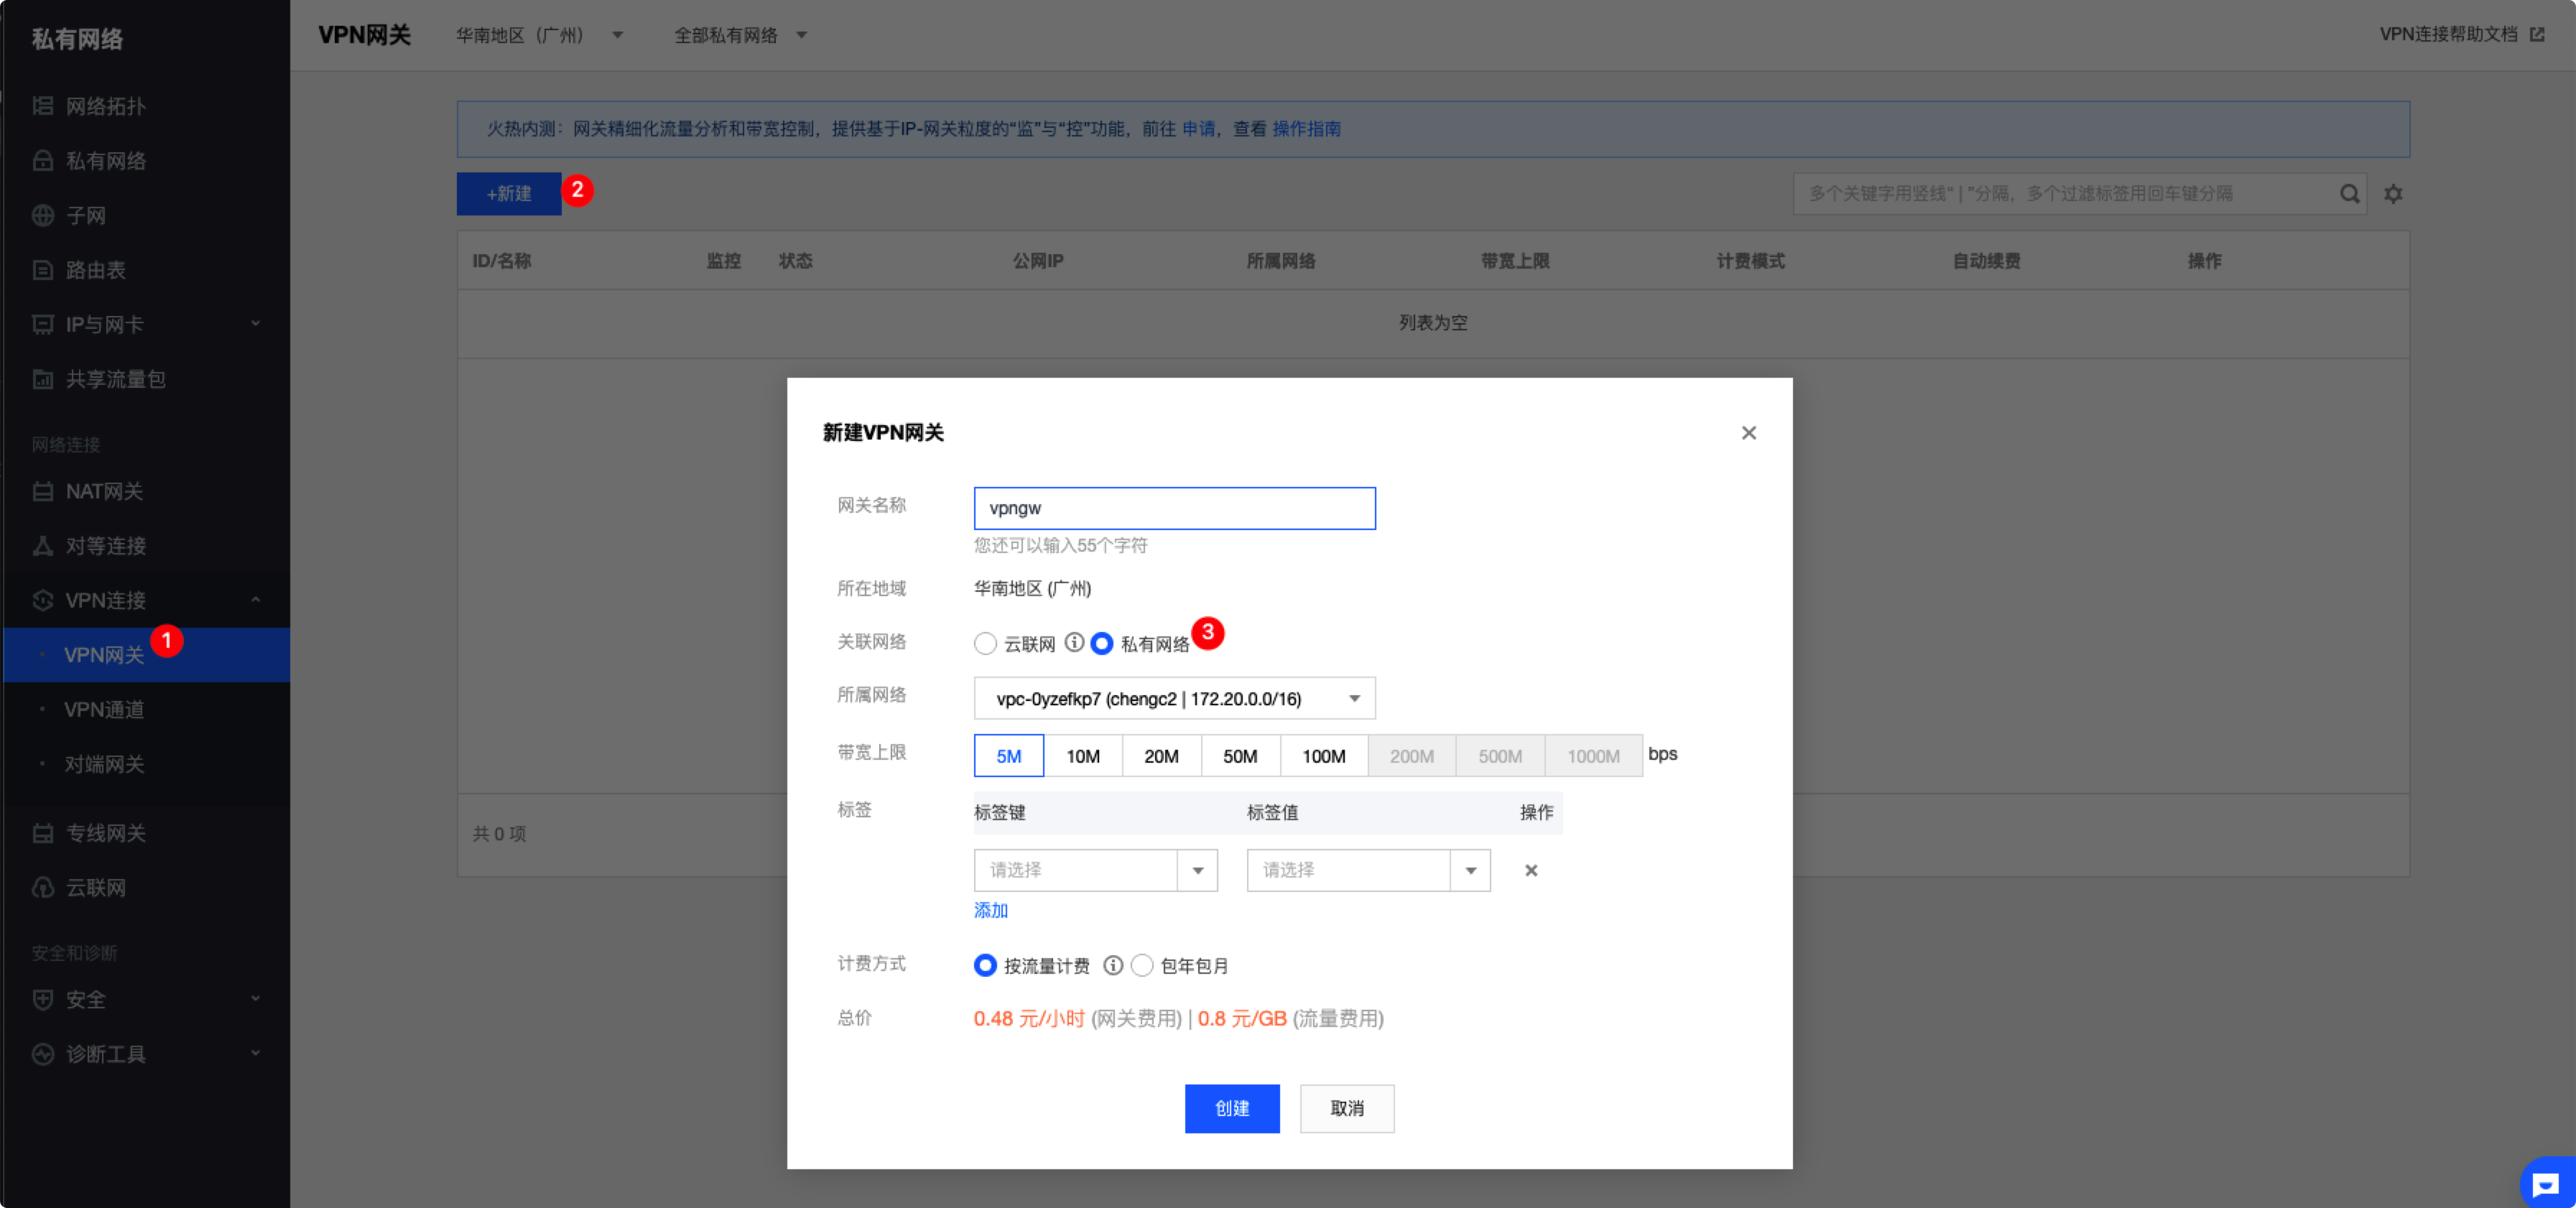 私有网络
网络拓扑
私有网络
子网
路由表
IP与网卡
共享流量包
网络连接
NAT网关
对等连接
VPN连接
VPN网关 1
VPN通道
对端网关
专线网关
云联网
安全和诊断
安全
诊断工具
VPN网关 华南地区（广州） 全部私有网络 VPN连接帮助文档
火热内测：网关精细化流量分析和带宽控制，提供基于IP-网关粒度的“监”与“控”功能，前往 申请，查看 操作指南
+新建 2 多个关键字用竖线“ | ”分隔，多个过滤标签用回车键分隔
ID/名称 监控 状态 公网IP 所属网络 带宽上限 计费模式 自动续费 操作
列表为空
共 0 项
新建VPN网关
网关名称 vpngw
您还可以输入55个字符
所在地域 华南地区 (广州)
关联网络 云联网 私有网络 3
所属网络 vpc-0yzefkp7 (chengc2 | 172.20.0.0/16)
带宽上限 5M 10M 20M 50M 100M 200M 500M 1000M bps
标签 标签键 标签值 操作
请选择 请选择
添加
计费方式 按流量计费 包年包月
总价 0.48 元/小时 (网关费用) | 0.8 元/GB (流量费用)
创建 取消